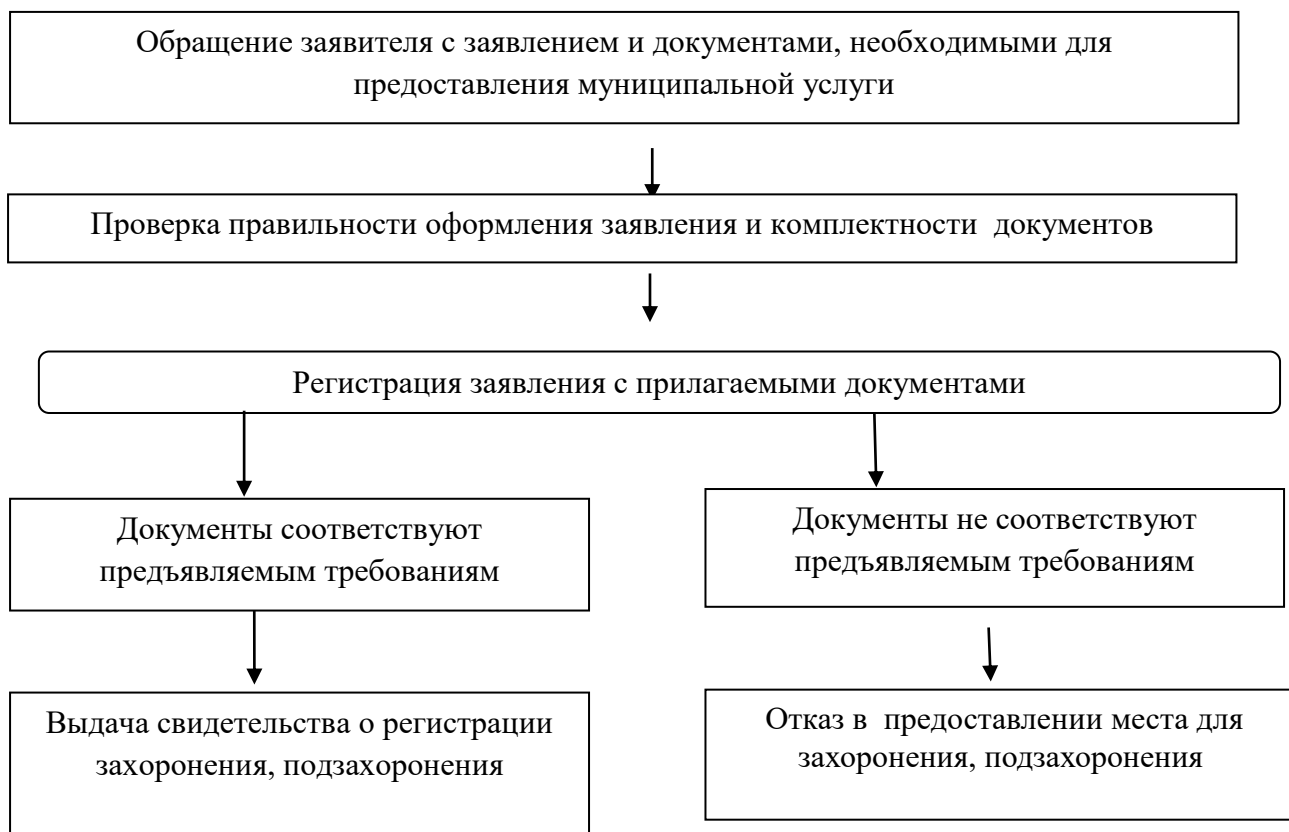 Обращение заявителя с заявлением и документами, необходимыми для
предоставления муниципальной услуги
Проверка правильности оформления заявления и комплектности документов
Регистрация заявления с прилагаемыми документами
Документы соответствуют
предъявляемым требованиям
Документы не соответствуют
предъявляемым требованиям
Выдача свидетельства о регистрации
захоронения, подзахоронения
Отказ в предоставлении места для
захоронения, подзахоронения